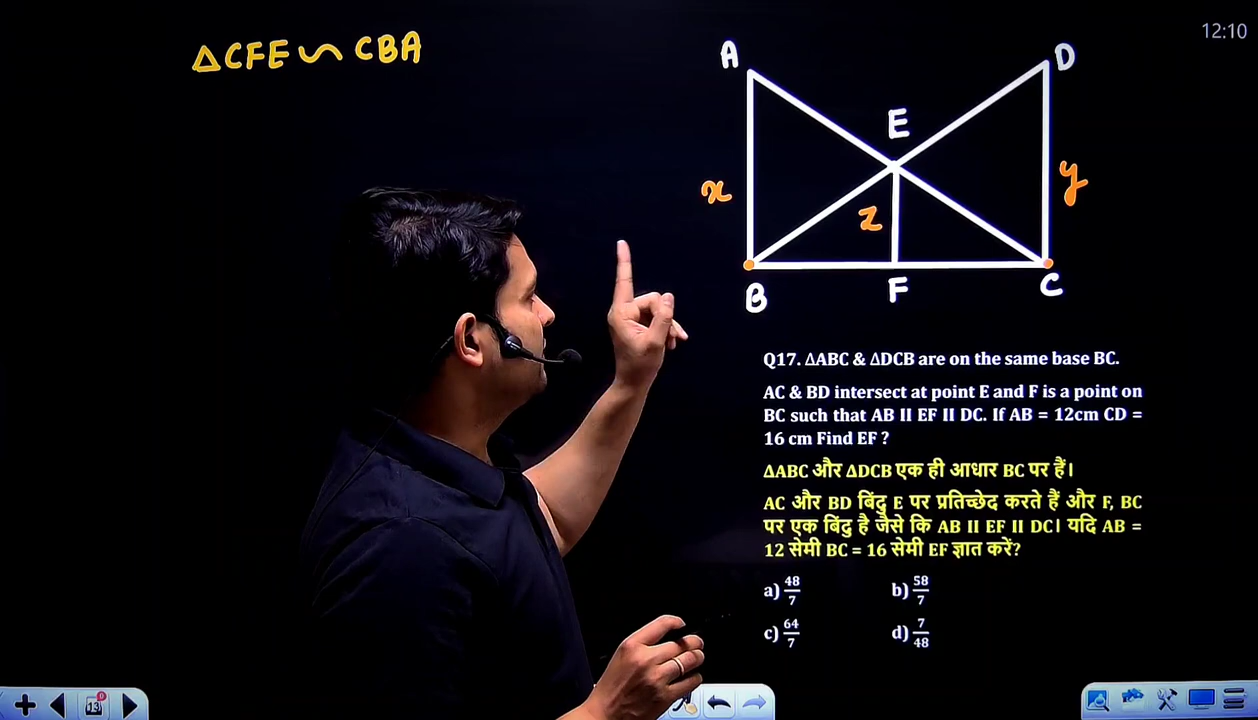 12:10
△CFE ∽ CBA
A
D
E
x
z
y
B
F
C
Q17. ΔABC & ΔDCB are on the same base BC.
AC & BD intersect at point E and F is a point on
BC such that AB II EF II DC. If AB = 12cm CD =
16 cm Find EF ?
ΔABC और ΔDCB एक ही आधार BC पर हैं।
AC और BD बिंदु E पर प्रतिच्छेद करते हैं और F, BC
पर एक बिंदु है जैसे कि AB II EF II DC। यदि AB =
12 सेमी BC = 16 सेमी EF ज्ञात करें?
a) 48/7 b) 58/7
c) 64/7 d) 7/48
13